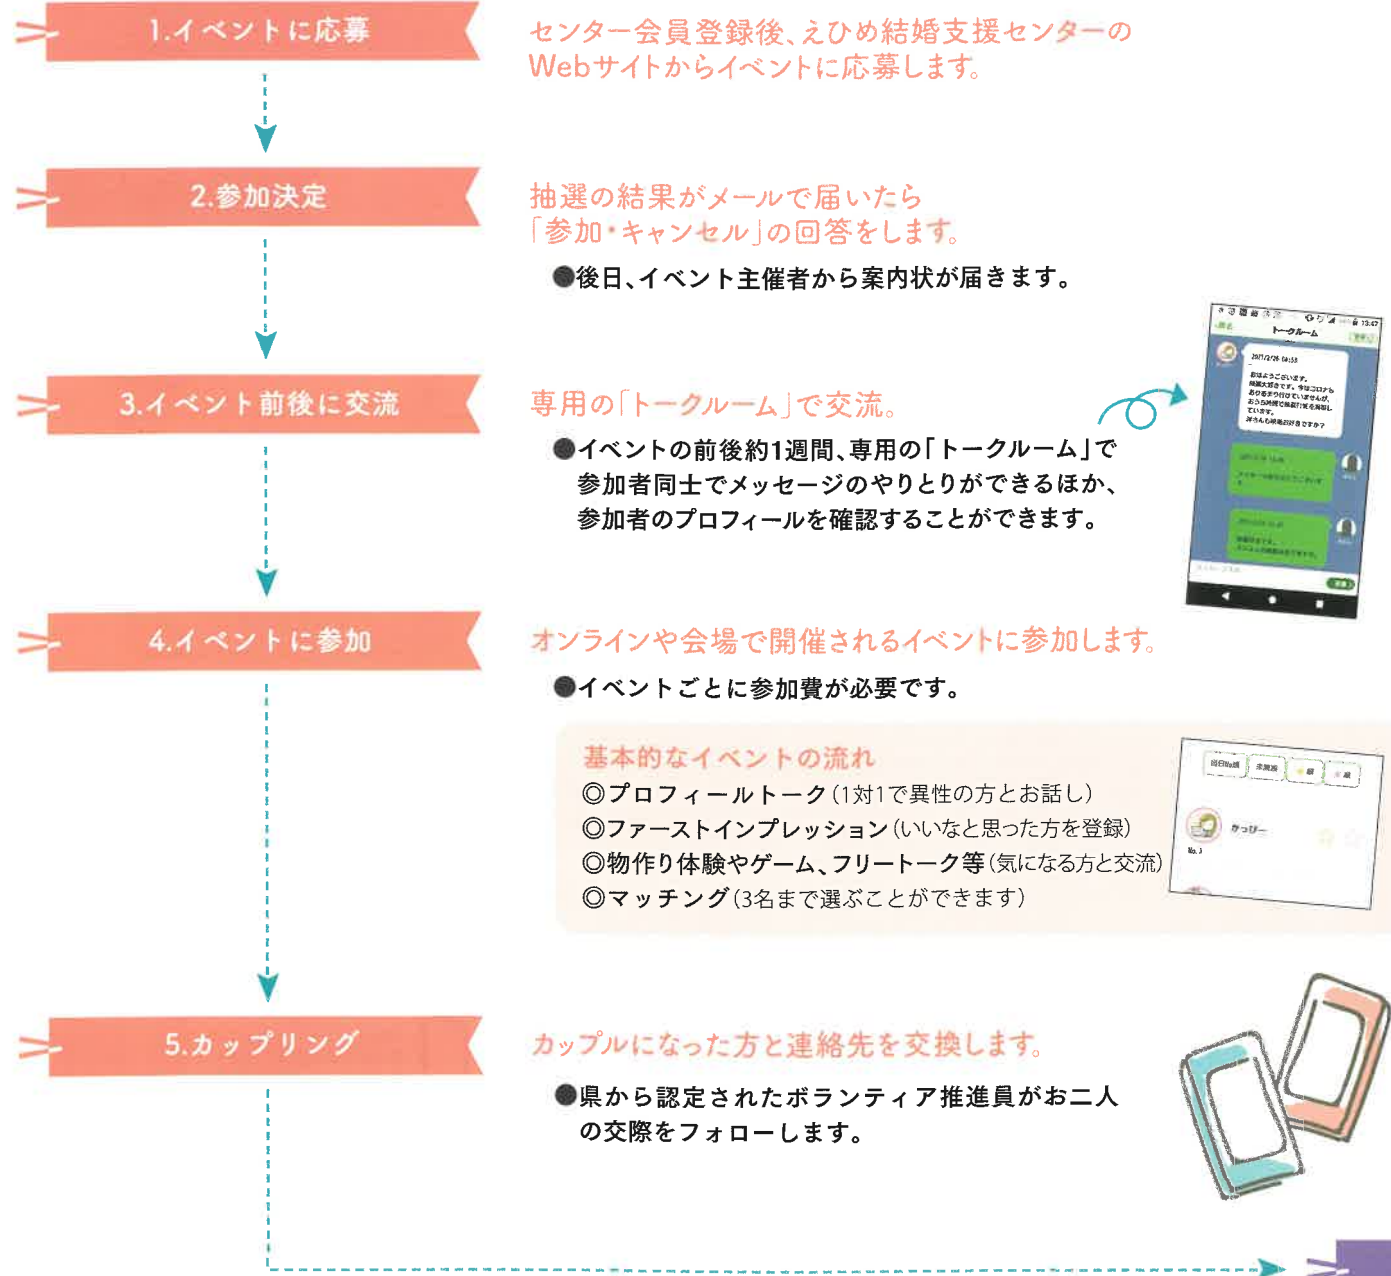 1.イベントに応募
センター会員登録後、えひめ結婚支援センターの
Webサイトからイベントに応募します。
2.参加決定
抽選の結果がメールで届いたら
「参加・キャンセル」の回答をします。
●後日、イベント主催者から案内状が届きます。
3.イベント前後に交流
専用の「トークルーム」で交流。
●イベントの前後約1週間、専用の「トークルーム」で
参加者同士でメッセージのやりとりができるほか、
参加者のプロフィールを確認することができます。
13:47
トークルーム
おはようございます。
4.イベントに参加
オンラインや会場で開催されるイベントに参加します。
●イベントごとに参加費が必要です。
基本的なイベントの流れ
◎プロフィールトーク(1対1で異性の方とお話し)
◎ファーストインプレッション(いいなと思った方を登録)
◎物作り体験やゲーム、フリートーク等(気になる方と交流)
◎マッチング(3名まで選ぶことができます)
かっぴー
No. 3
5.カップリング
カップルになった方と連絡先を交換します。
●県から認定されたボランティア推進員がお二人
の交際をフォローします。